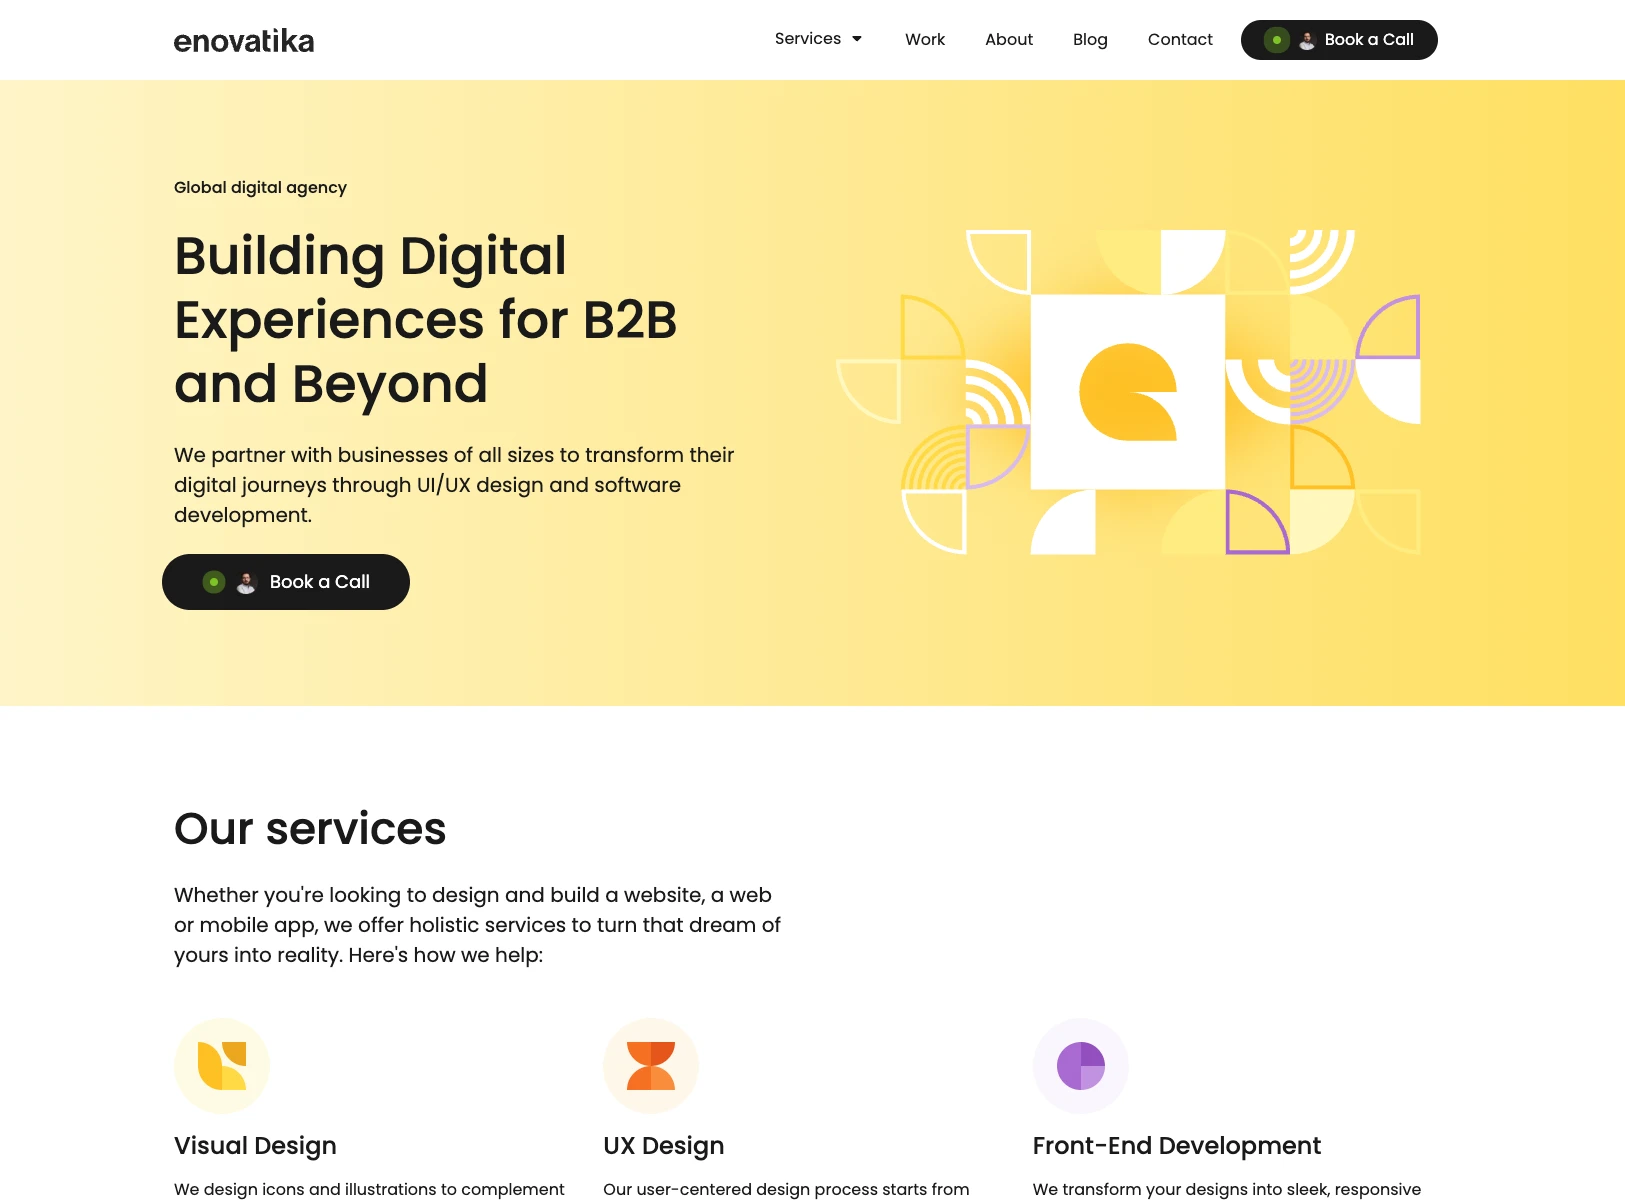 enovatika
Services
Work
About
Blog
Contact
Book a Call
Global digital agency
Building Digital
Experiences for B2B
and Beyond
We partner with businesses of all sizes to transform their
digital journeys through UI/UX design and software
development.
Book a Call
Our services
Whether you're looking to design and build a website, a web
or mobile app, we offer holistic services to turn that dream of
yours into reality. Here's how we help:
Visual Design
We design icons and illustrations to complement
UX Design
Our user-centered design process starts from
Front-End Development
We transform your designs into sleek, responsive